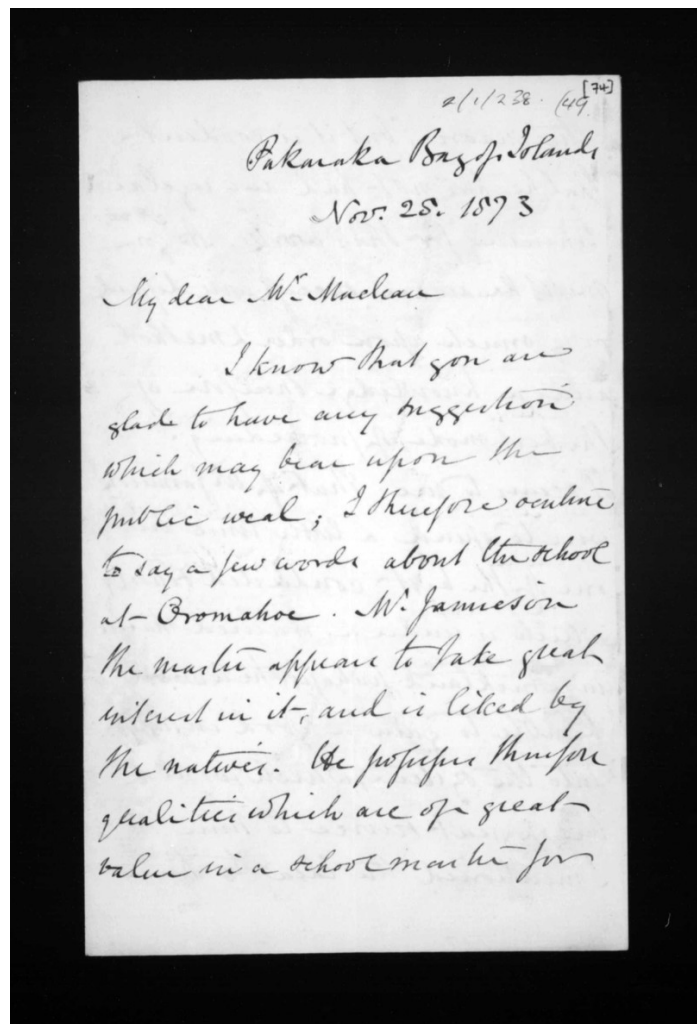 [74]
2/1/238. (49
Pakaraka Bay of Islands
Nov. 25. 1873
My dear Mr. Maclean
I know that you are
glad to have any suggestion
which may bear upon the
public weal; I therefore venture
to say a few words about the school
at Oromahoe. Mr. Jamieson
the master appears to take great
interest in it, and is liked by
the natives. He possesses therefore
qualities which are of great
value in a school master for